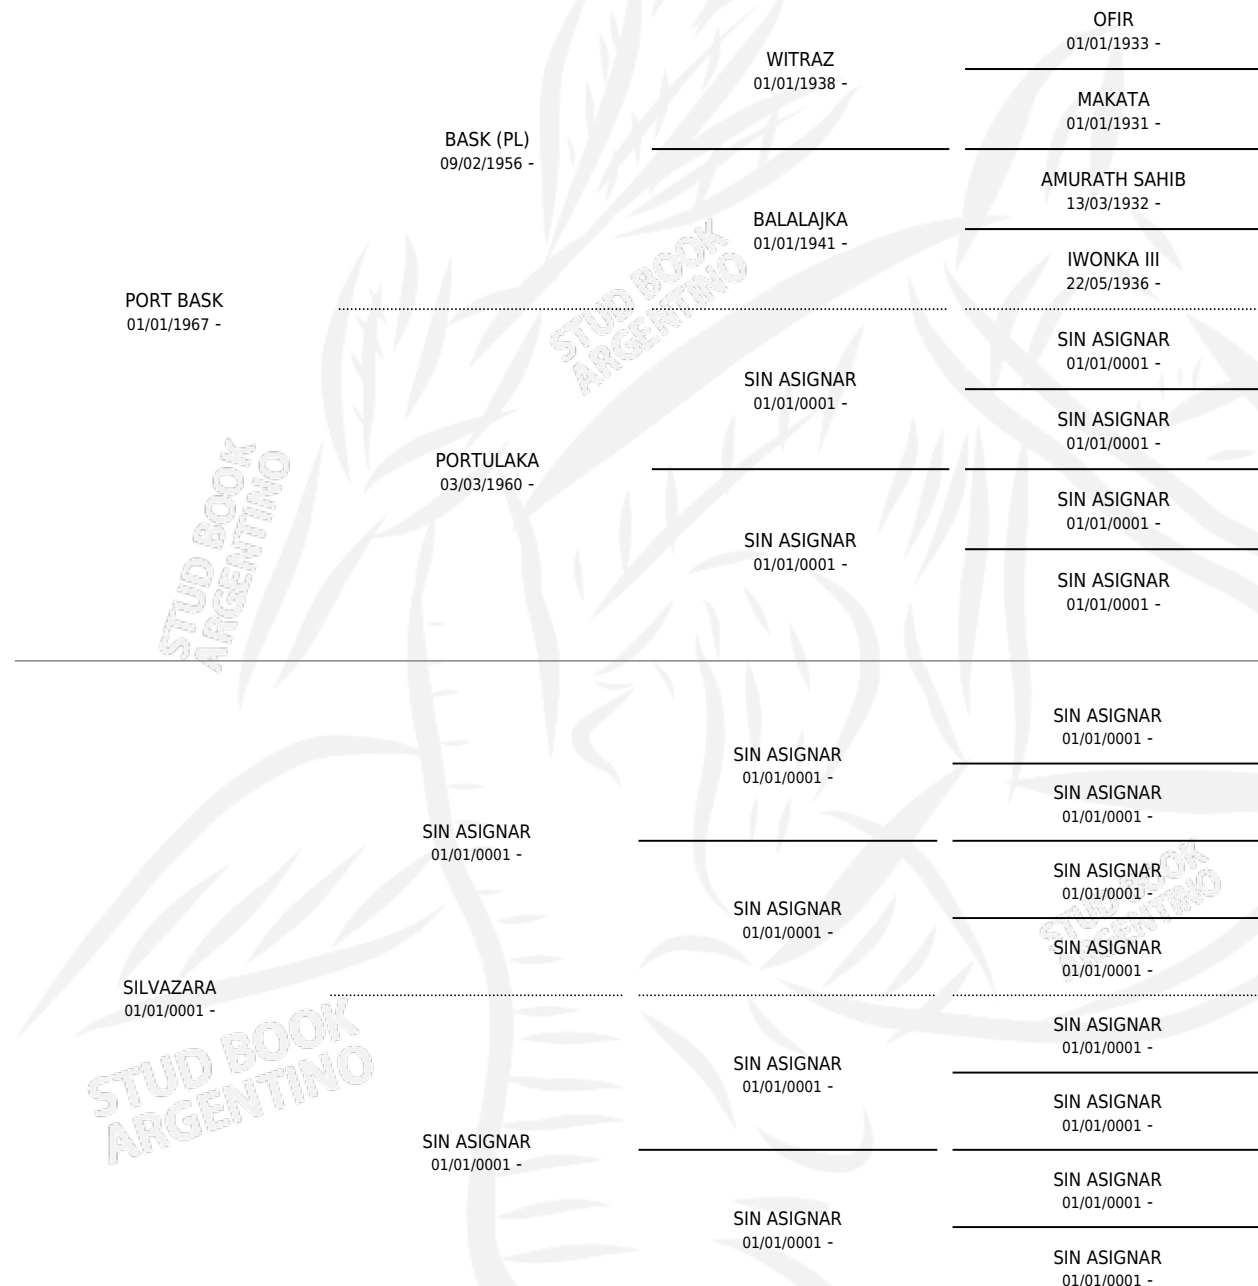 OFIR
01/01/1933 -
WITRAZ
01/01/1938 -
MAKATA
01/01/1931 -
BASK (PL)
09/02/1956 -
AMURATH SAHIB
13/03/1932 -
BALALAJKA
01/01/1941 -
IWONKA III
22/05/1936 -
PORT BASK
01/01/1967 -
STUD BOOK
ARGENTINO
SIN ASIGNAR
01/01/0001 -
SIN ASIGNAR
01/01/0001 -
SIN ASIGNAR
01/01/0001 -
PORTULAKA
03/03/1960 -
SIN ASIGNAR
01/01/0001 -
SIN ASIGNAR
01/01/0001 -
SIN ASIGNAR
01/01/0001 -
STUD BOOK
ARGENTINO
SIN ASIGNAR
01/01/0001 -
SIN ASIGNAR
01/01/0001 -
SIN ASIGNAR
01/01/0001 -
SIN ASIGNAR
01/01/0001 -
SIN ASIGNAR
01/01/0001 -
STUD BOOK
ARGENTINO
SIN ASIGNAR
01/01/0001 -
SIN ASIGNAR
01/01/0001 -
SILVAZARA
01/01/0001 -
STUD BOOK
ARGENTINO
SIN ASIGNAR
01/01/0001 -
SIN ASIGNAR
01/01/0001 -
SIN ASIGNAR
01/01/0001 -
SIN ASIGNAR
01/01/0001 -
SIN ASIGNAR
01/01/0001 -
SIN ASIGNAR
01/01/0001 -
SIN ASIGNAR
01/01/0001 -